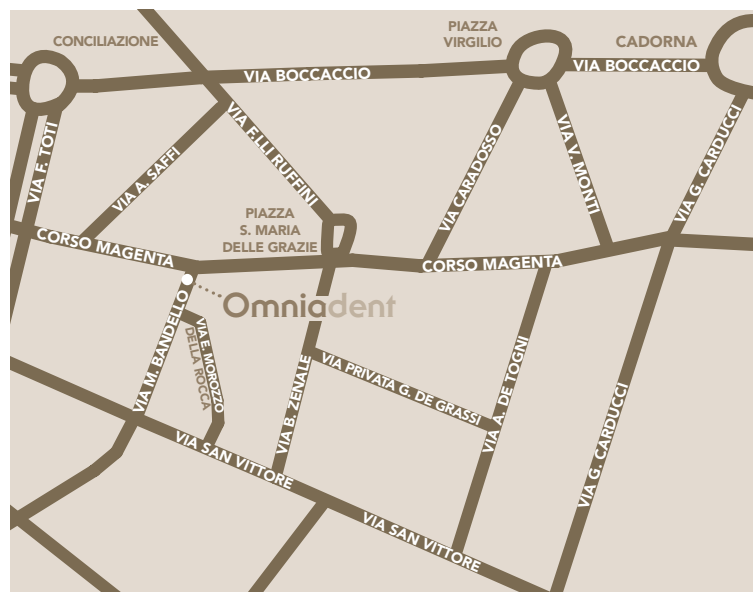 CONCILIAZIONE
PIAZZA
VIRGILIO
CADORNA
VIA BOCCACCIO
VIA BOCCACCIO
VIA F. TOTI
VIA A. SAFFI
VIA F.LLI RUFFINI
VIA CARADOSSO
VIA V. MONTI
VIA G. CARDUCCI
PIAZZA
S. MARIA
DELLE GRAZIE
CORSO MAGENTA
CORSO MAGENTA
Omniadent
VIA M. BANDELLO
VIA E. MOROZZO
DELLA ROCCA
VIA B. ZENALE
VIA PRIVATA G. DE GRASSI
VIA A. DE TOGNI
VIA G. CARDUCCI
VIA SAN VITTORE
VIA SAN VITTORE